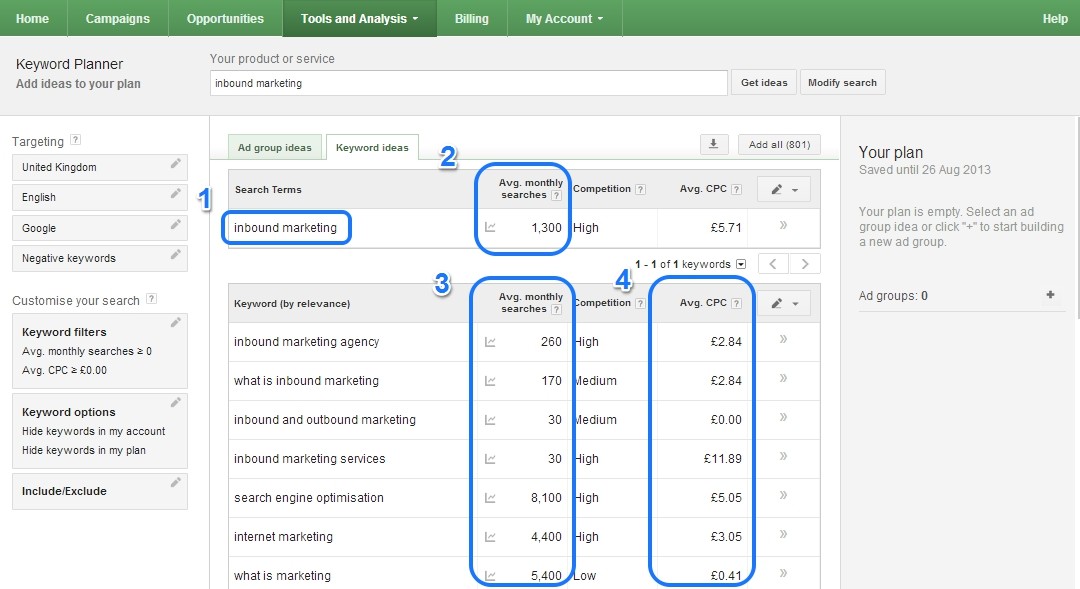 Home Campaigns Opportunities Tools and Analysis Billing My Account Help
Keyword Planner
Add ideas to your plan
Your product or service
inbound marketing
Get ideas
Modify search
Targeting ?
United Kingdom
English
Google
Negative keywords
Customise your search ?
Keyword filters
Avg. monthly searches ≥ 0
Avg. CPC ≥ £0.00
Keyword options
Hide keywords in my account
Hide keywords in my plan
Include/Exclude
Ad group ideas
Keyword ideas
Add all (801)
1
2
Search Terms Avg. monthly searches ? Competition ? Avg. CPC ?
inbound marketing 1,300 High £5.71 »
1 - 1 of 1 keywords
3
4
Keyword (by relevance) Avg. monthly searches ? Competition ? Avg. CPC ?
inbound marketing agency 260 High £2.84 »
what is inbound marketing 170 Medium £2.84 »
inbound and outbound marketing 30 Medium £0.00 »
inbound marketing services 30 High £11.89 »
search engine optimisation 8,100 High £5.05 »
internet marketing 4,400 High £3.05 »
what is marketing 5,400 Low £0.41 »
Your plan
Saved until 26 Aug 2013
Your plan is empty. Select an ad
group idea or click "+" to start building
a new ad group.
Ad groups: 0 +